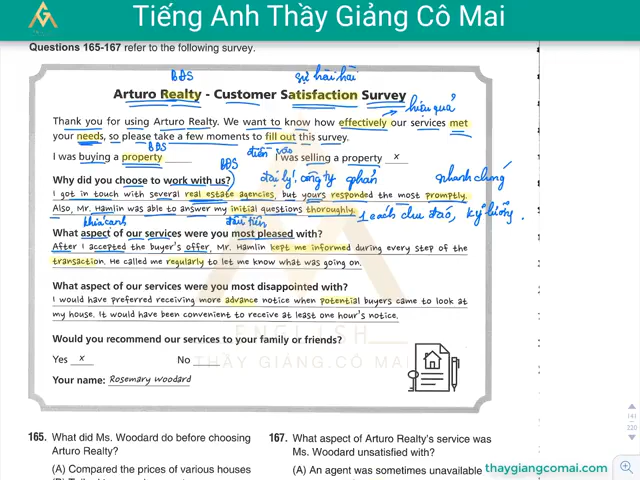 Tiếng Anh Thầy Giảng Cô Mai
Questions 165-167 refer to the following survey.
BĐS sự hài hài
Arturo Realty - Customer Satisfaction Survey
hiệu quả
Thank you for using Arturo Realty. We want to know how effectively our services met
your needs, so please take a few moments to fill out this survey.
BĐS điền vào
I was buying a property ____ I was selling a property x
BĐS đại lý, công ty phản nhanh chóng
Why did you choose to work with us?
I got in touch with several real estate agencies, but yours responded the most promptly.
Also, Mr. Hamlin was able to answer my initial questions thoroughly. 1 cách chu đáo, kỹ lưỡng.
khía cạnh đầu tiên
What aspect of our services were you most pleased with?
After I accepted the buyer's offer, Mr. Hamlin kept me informed during every step of the
transaction. He called me regularly to let me know what was going on.
What aspect of our services were you most disappointed with?
I would have preferred receiving more advance notice when potential buyers came to look at
my house. It would have been convenient to receive at least one hour's notice.
ENGLISH
Would you recommend our services to your family or friends?
THẦY GIẢNG CÔ MAI
Yes x No ____
Your name: Rosemary Woodard
165. What did Ms. Woodard do before choosing
Arturo Realty?
(A) Compared the prices of various houses
167. What aspect of Arturo Realty's service was
Ms. Woodard unsatisfied with?
(A) An agent was sometimes unavailable
141
220
thaygiangcomai.com